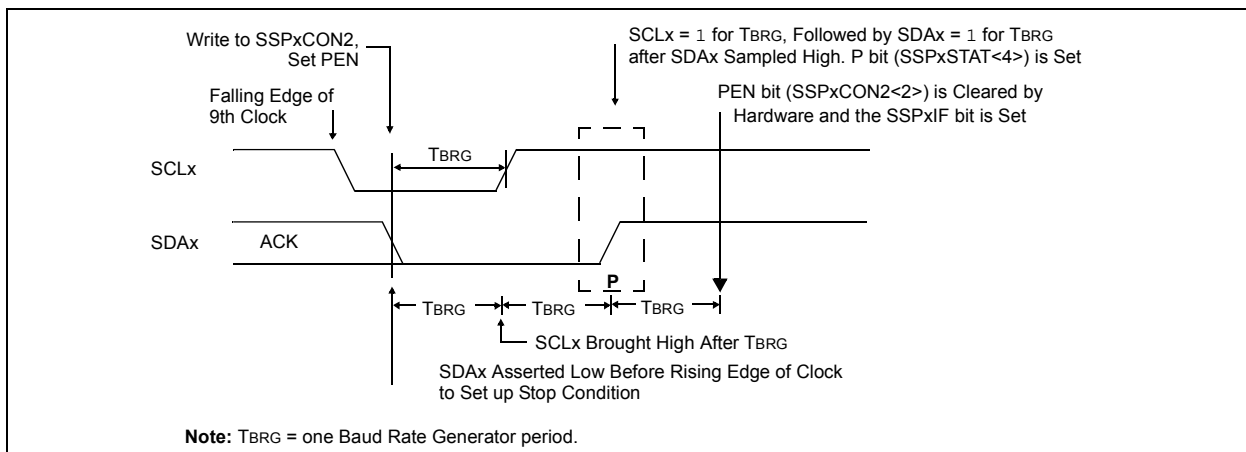 Write to SSPxCON2,
Set PEN
SCLx = 1 for TBRG, Followed by SDAx = 1 for TBRG
after SDAx Sampled High. P bit (SSPxSTAT<4>) is Set
Falling Edge of
9th Clock
PEN bit (SSPxCON2<2>) is Cleared by
Hardware and the SSPxIF bit is Set
SCLx
TBRG
SDAx
ACK
P
TBRG
TBRG
TBRG
SCLx Brought High After TBRG
SDAx Asserted Low Before Rising Edge of Clock
to Set up Stop Condition
Note: TBRG = one Baud Rate Generator period.